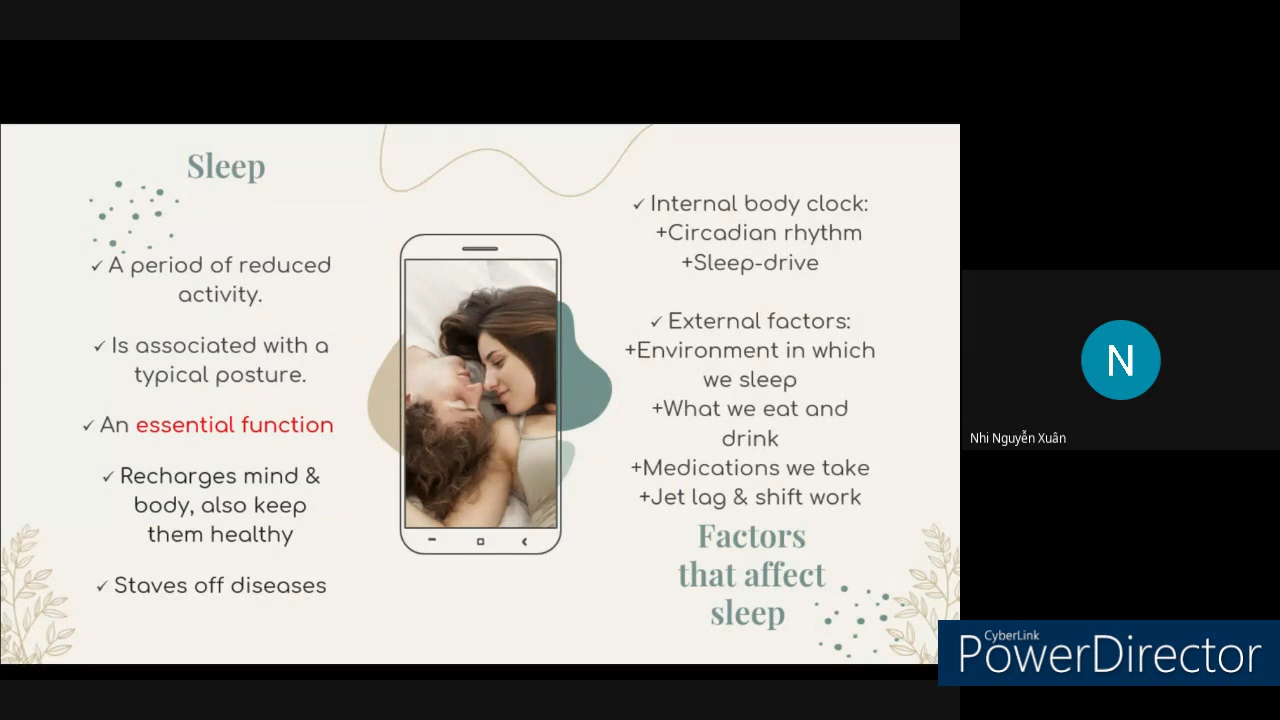 Sleep
✓ A period of reduced
activity.
✓ Is associated with a
typical posture.
✓ An essential function
✓ Recharges mind &
body, also keep
them healthy
✓ Staves off diseases
✓ Internal body clock:
+Circadian rhythm
+Sleep-drive
✓ External factors:
+Environment in which
we sleep
+What we eat and
drink
+Medications we take
+Jet lag & shift work
Factors
that affect
sleep
N
Nhi Nguyễn Xuân
CyberLink
PowerDirector